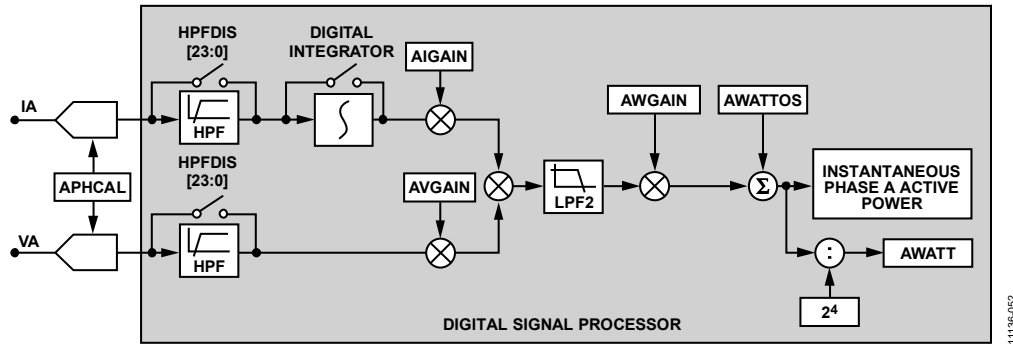 HPFDIS
[23:0]
DIGITAL
INTEGRATOR
AIGAIN
IA
HPF
AWGAIN
AWATTOS
APHCAL
HPFDIS
[23:0]
AVGAIN
LPF2
Σ
INSTANTANEOUS
PHASE A ACTIVE
POWER
VA
HPF
:
AWATT
24
DIGITAL SIGNAL PROCESSOR
11136-052